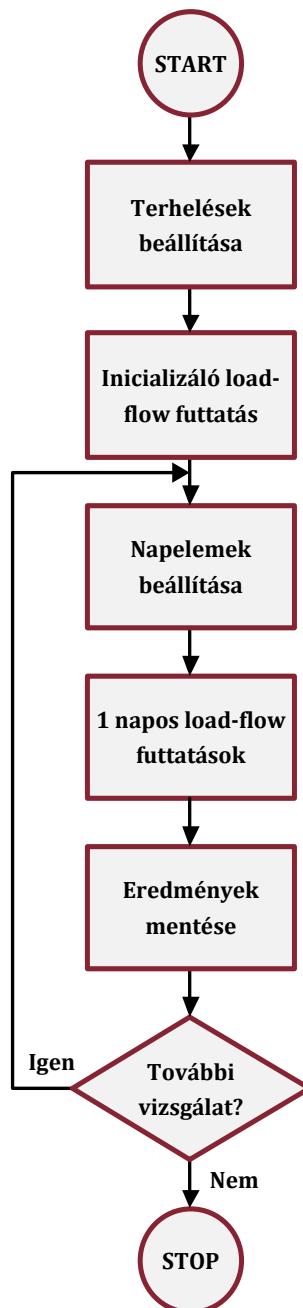 START
Terhelések
beállítása
Inicializáló load-
flow futtatás
Napelemek
beállítása
1 napos load-flow
futtatások
Eredmények
mentése
Igen
További
vizsgálat?
Nem
STOP